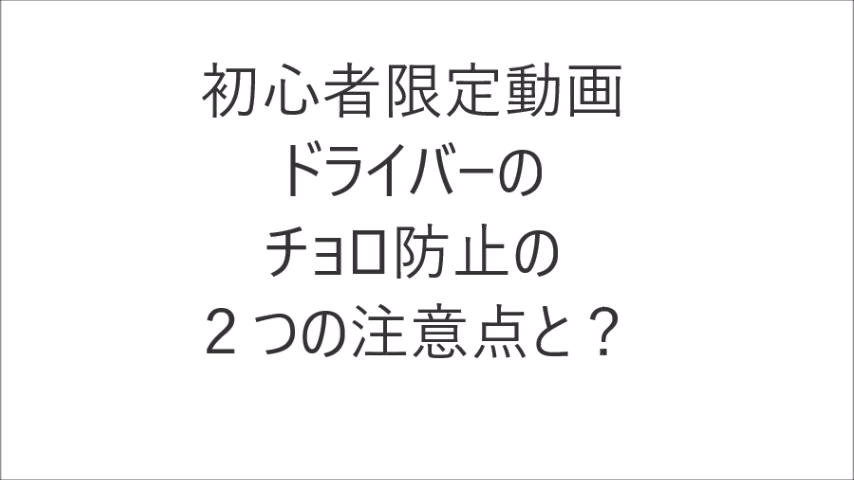 初心者限定動画
ドライバーの
チョロ防止の
２つの注意点と？